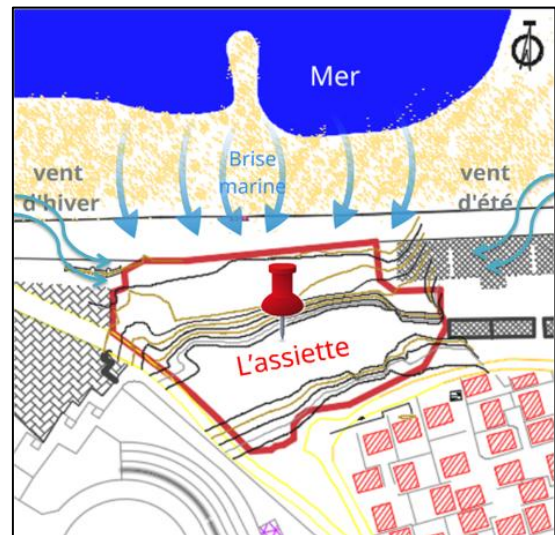 Mer
Brise
marine
vent
d'hiver
vent
d'été
L'assiette